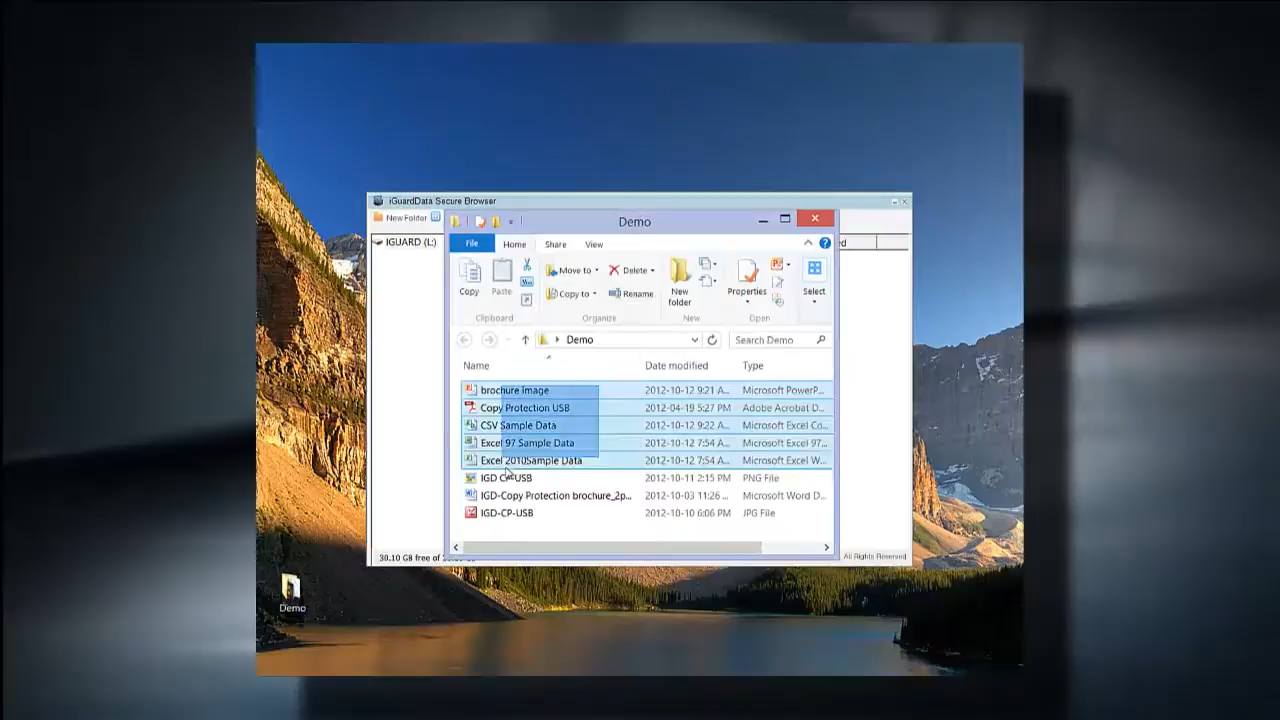 iGuardData Secure Browser
New Folder
Demo
IGUARD (L:)
File Home Share View
Copy Paste
Move to
Copy to
Delete
Rename
New folder
Properties
Select
Clipboard Organize New Open
Demo
Search Demo
Name Date modified Type
brochure image 2012-10-12 9:21 A... Microsoft PowerP...
Copy Protection USB 2012-04-19 5:27 PM Adobe Acrobat D...
CSV Sample Data 2012-10-12 9:22 A... Microsoft Excel Co...
Excel 97 Sample Data 2012-10-12 7:54 A... Microsoft Excel 97...
Excel 2010Sample Data 2012-10-12 7:54 A... Microsoft Excel W...
IGD CP-USB 2012-10-11 2:15 PM PNG File
IGD-Copy Protection brochure_2p... 2012-10-03 11:26 ... Microsoft Word D...
IGD-CP-USB 2012-10-10 6:06 PM JPG File
30.10 GB free of
All Rights Reserved
Demo